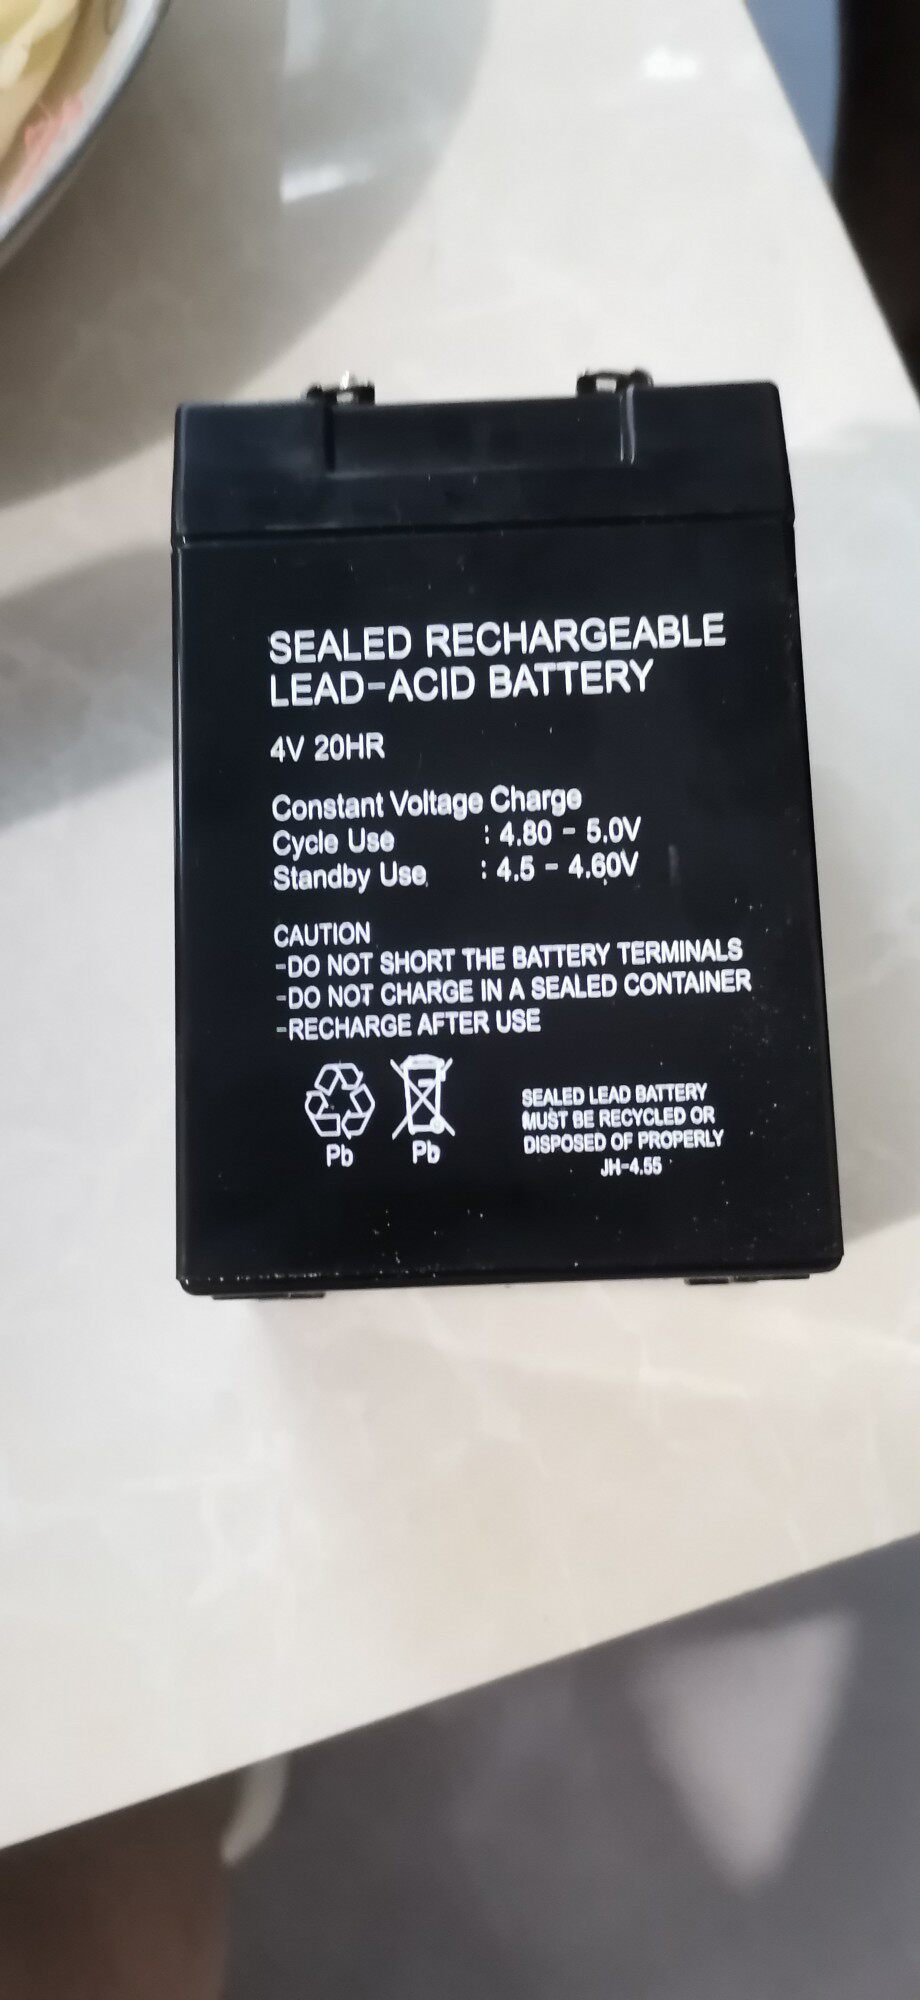 SEALED RECHARGEABLE
LEAD-ACID BATTERY
4V 20HR
Constant Voltage Charge
Cycle Use : 4.80 - 5.0V
Standby Use : 4.5 - 4.60V
CAUTION
-DO NOT SHORT THE BATTERY TERMINALS
-DO NOT CHARGE IN A SEALED CONTAINER
-RECHARGE AFTER USE
Pb Pb
SEALED LEAD BATTERY
MUST BE RECYCLED OR
DISPOSED OF PROPERLY
JH-4.55